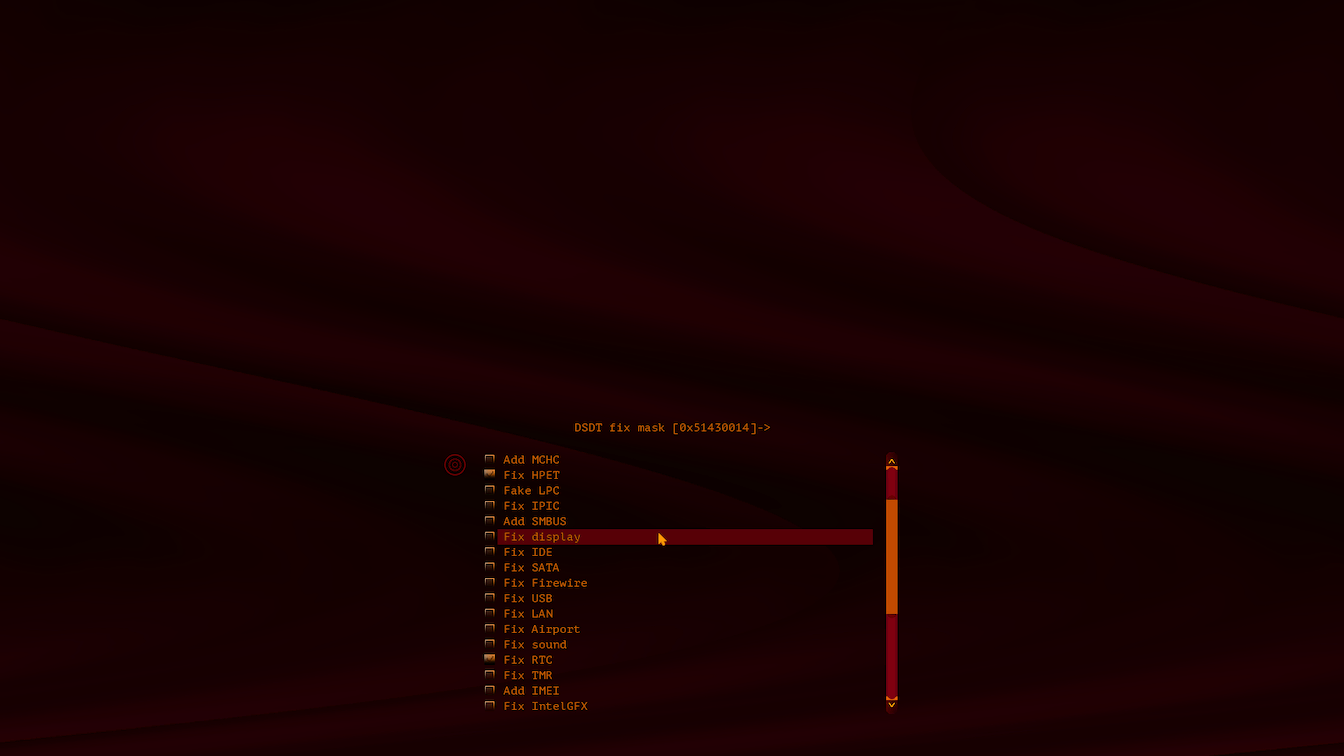 DSDT fix mask [0x51430014]->
Add MCHC
Fix HPET
Fake LPC
Fix IPIC
Add SMBUS
Fix display
Fix IDE
Fix SATA
Fix Firewire
Fix USB
Fix LAN
Fix Airport
Fix sound
Fix RTC
Fix TMR
Add IMEI
Fix IntelGFX